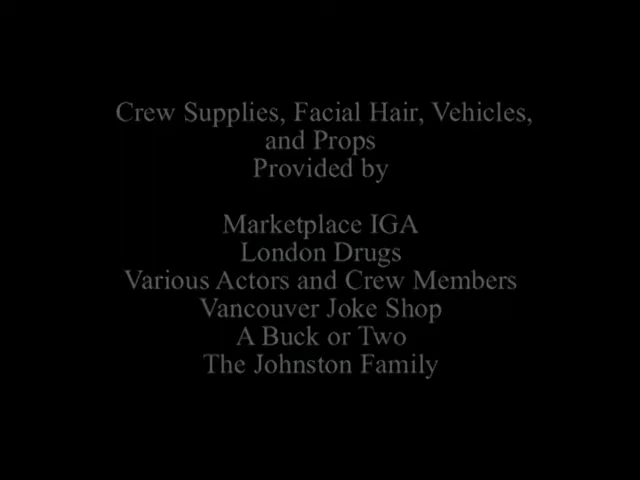 Crew Supplies, Facial Hair, Vehicles,
and Props
Provided by
Marketplace IGA
London Drugs
Various Actors and Crew Members
Vancouver Joke Shop
A Buck or Two
The Johnston Family